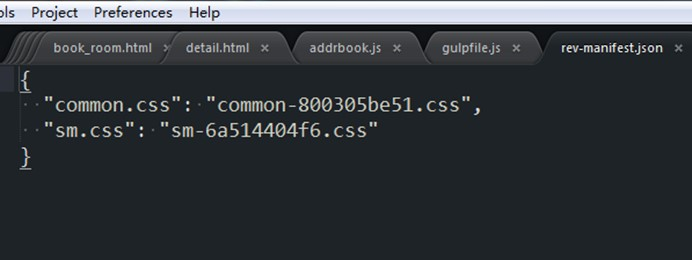 Project Preferences Help
book_room.html × detail.html × addrbook.js × gulpfile.js × rev-manifest.json ×
{
"common.css": "common-800305be51.css",
"sm.css": "sm-6a514404f6.css"
}